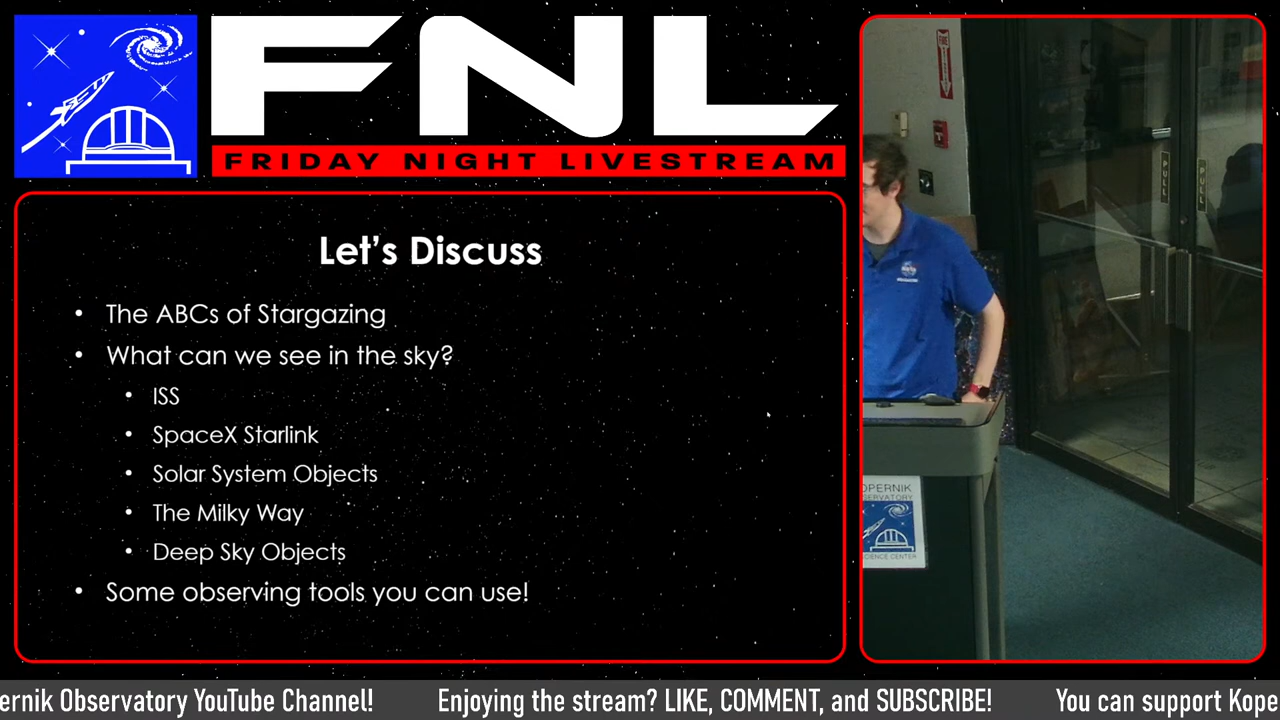 FNL
FRIDAY NIGHT LIVESTREAM
Let's Discuss
• The ABCs of Stargazing
• What can we see in the sky?
• ISS
• SpaceX Starlink
• Solar System Objects
• The Milky Way
• Deep Sky Objects
• Some observing tools you can use!
PULL
PULL
OPERNIK
OBSERVATORY
CIENCE CENTER
pernik Observatory YouTube Channel! Enjoying the stream? LIKE, COMMENT, and SUBSCRIBE! You can support Kope